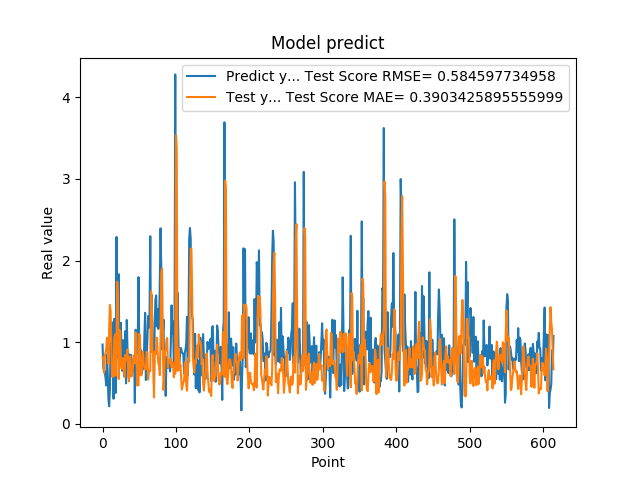 Model predict
Predict y... Test Score RMSE= 0.584597734958
Test y... Test Score MAE= 0.3903425895555999
Real value
4
3
2
1
0
0 100 200 300 400 500 600
Point